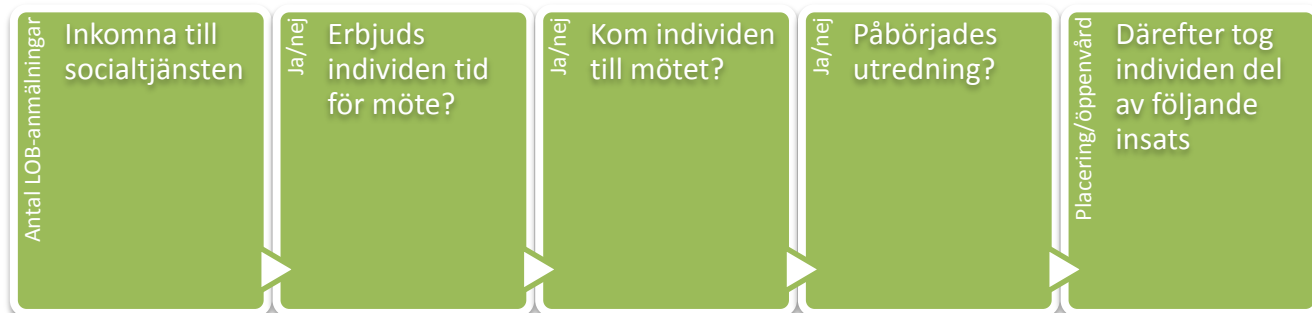 Antal LOB-anmälningar
Inkomna till
socialtjänsten
Ja/nej
Erbjuds
individen tid
för möte?
Ja/nej
Kom individen
till mötet?
Ja/nej
Påbörjades
utredning?
Placering/öppenvård
Därefter tog
individen del
av följande
insats